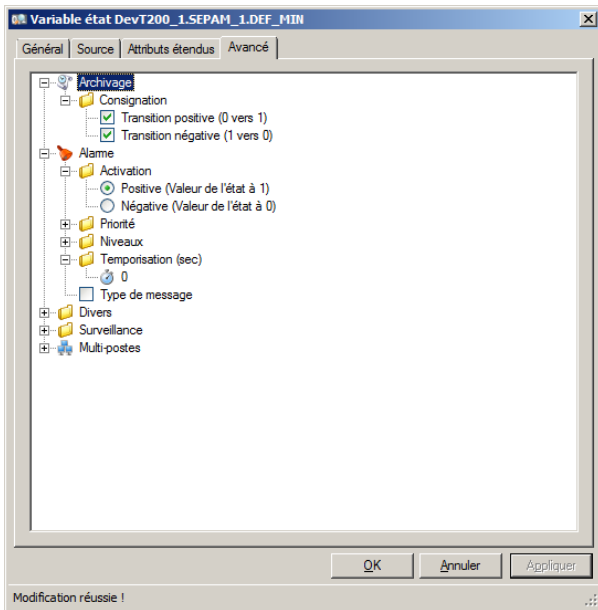 Variable état DevT200_1.SEPAM_1.DEF_MIN
Général Source Attributs étendus Avancé
Archivage
Consignation
Transition positive (0 vers 1)
Transition négative (1 vers 0)
Alarme
Activation
Positive (Valeur de l'état à 1)
Négative (Valeur de l'état à 0)
Priorité
Niveaux
Temporisation (sec)
0
Type de message
Divers
Surveillance
Multi-postes
OK Annuler Appliquer
Modification réussie !